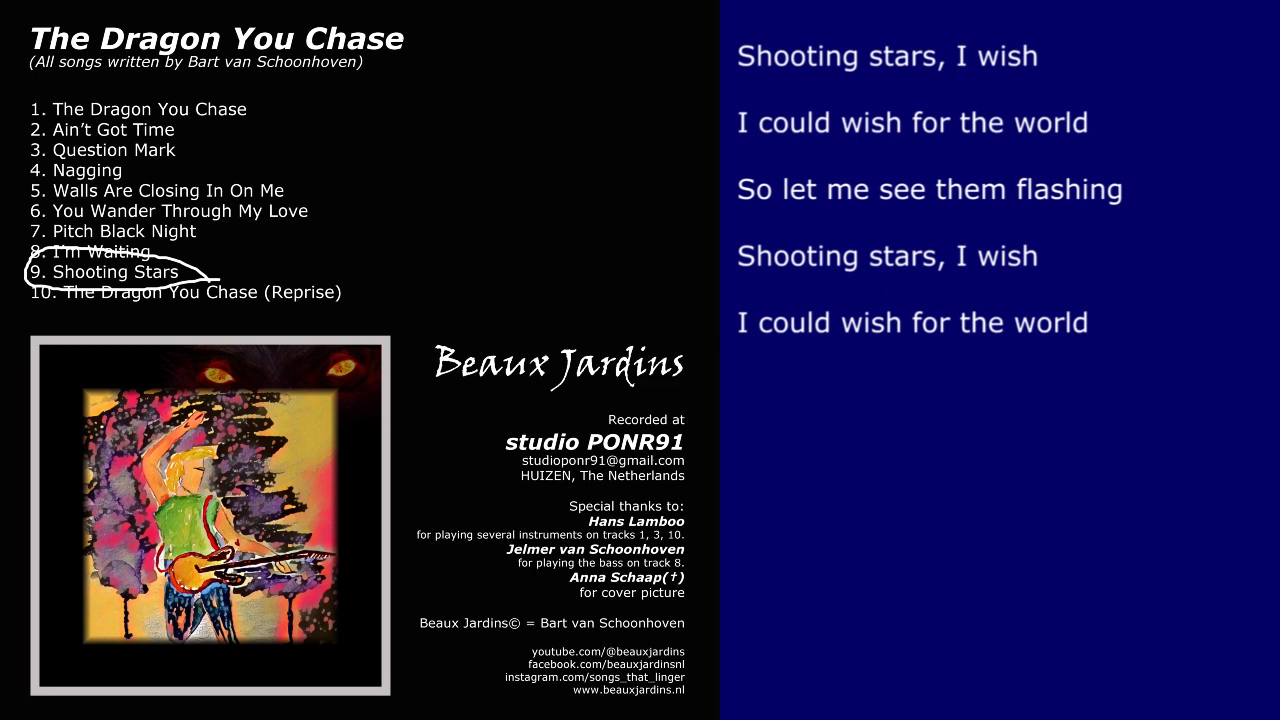 The Dragon You Chase
(All songs written by Bart van Schoonhoven)
1. The Dragon You Chase
2. Ain’t Got Time
3. Question Mark
4. Nagging
5. Walls Are Closing In On Me
6. You Wander Through My Love
7. Pitch Black Night
8. I’m Waiting
9. Shooting Stars
10. The Dragon You Chase (Reprise)
Beaux Jardins
Recorded at
studio PONR91
studioponr91@gmail.com
HUIZEN, The Netherlands
Special thanks to:
Hans Lamboo
for playing several instruments on tracks 1, 3, 10.
Jelmer van Schoonhoven
for playing the bass on track 8.
Anna Schaap(†)
for cover picture
Beaux Jardins© = Bart van Schoonhoven
youtube.com/@beauxjardins
facebook.com/beauxjardinsnl
instagram.com/songs_that_linger
www.beauxjardins.nl
Shooting stars, I wish
I could wish for the world
So let me see them flashing
Shooting stars, I wish
I could wish for the world